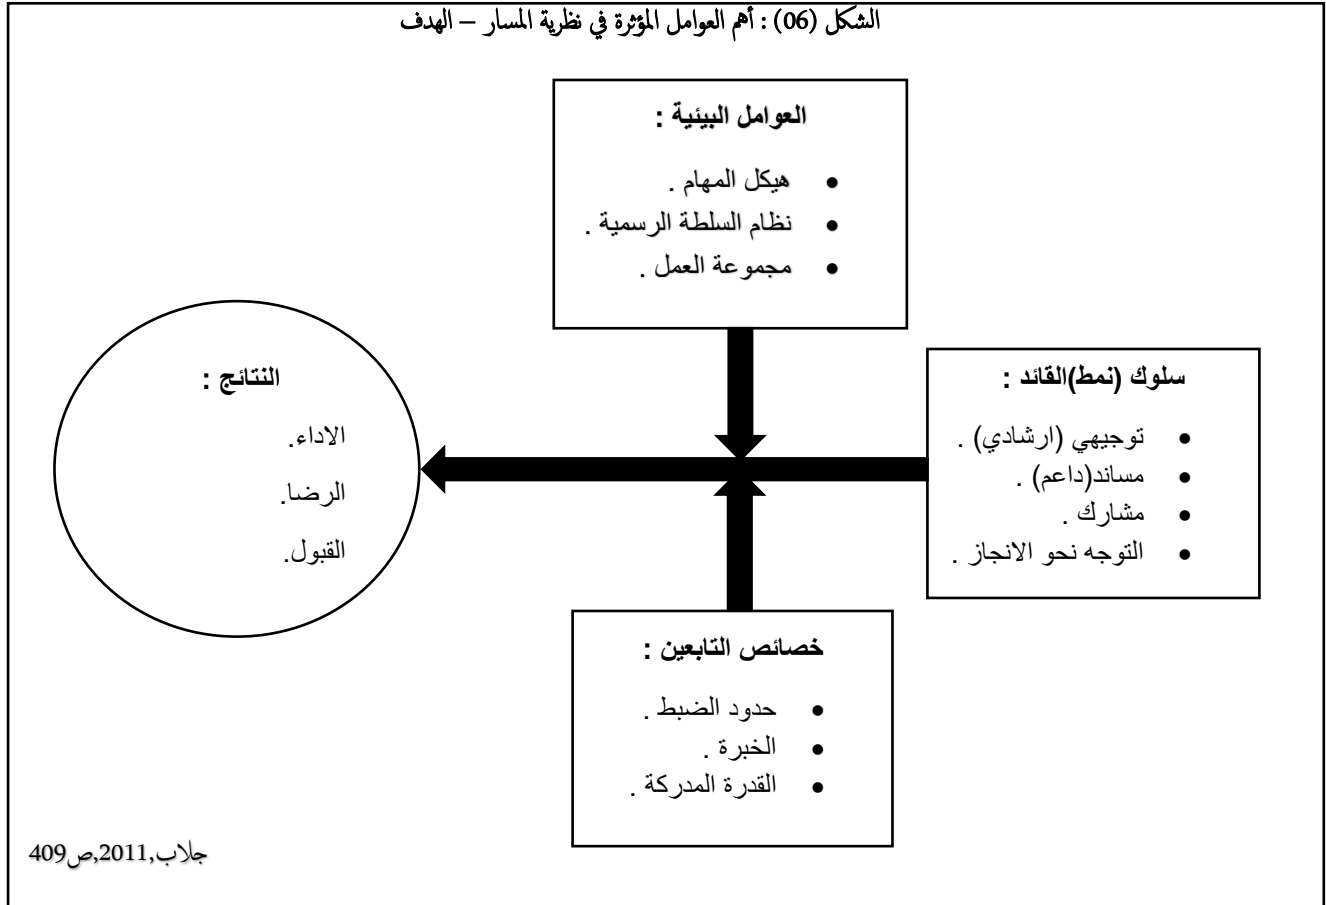 الشكل (06) : أهم العوامل المؤثرة في نظرية المسار – الهدف
العوامل البيئية :
• هيكل المهام .
• نظام السلطة الرسمية .
• مجموعة العمل .
سلوك (نمط)القائد :
• توجيهي (ارشادي) .
• مساند(داعم) .
• مشارك .
• التوجه نحو الانجاز .
النتائج :
الاداء.
الرضا.
القبول.
خصائص التابعين :
• حدود الضبط .
• الخبرة .
• القدرة المدركة .
جلاب,2011,ص409